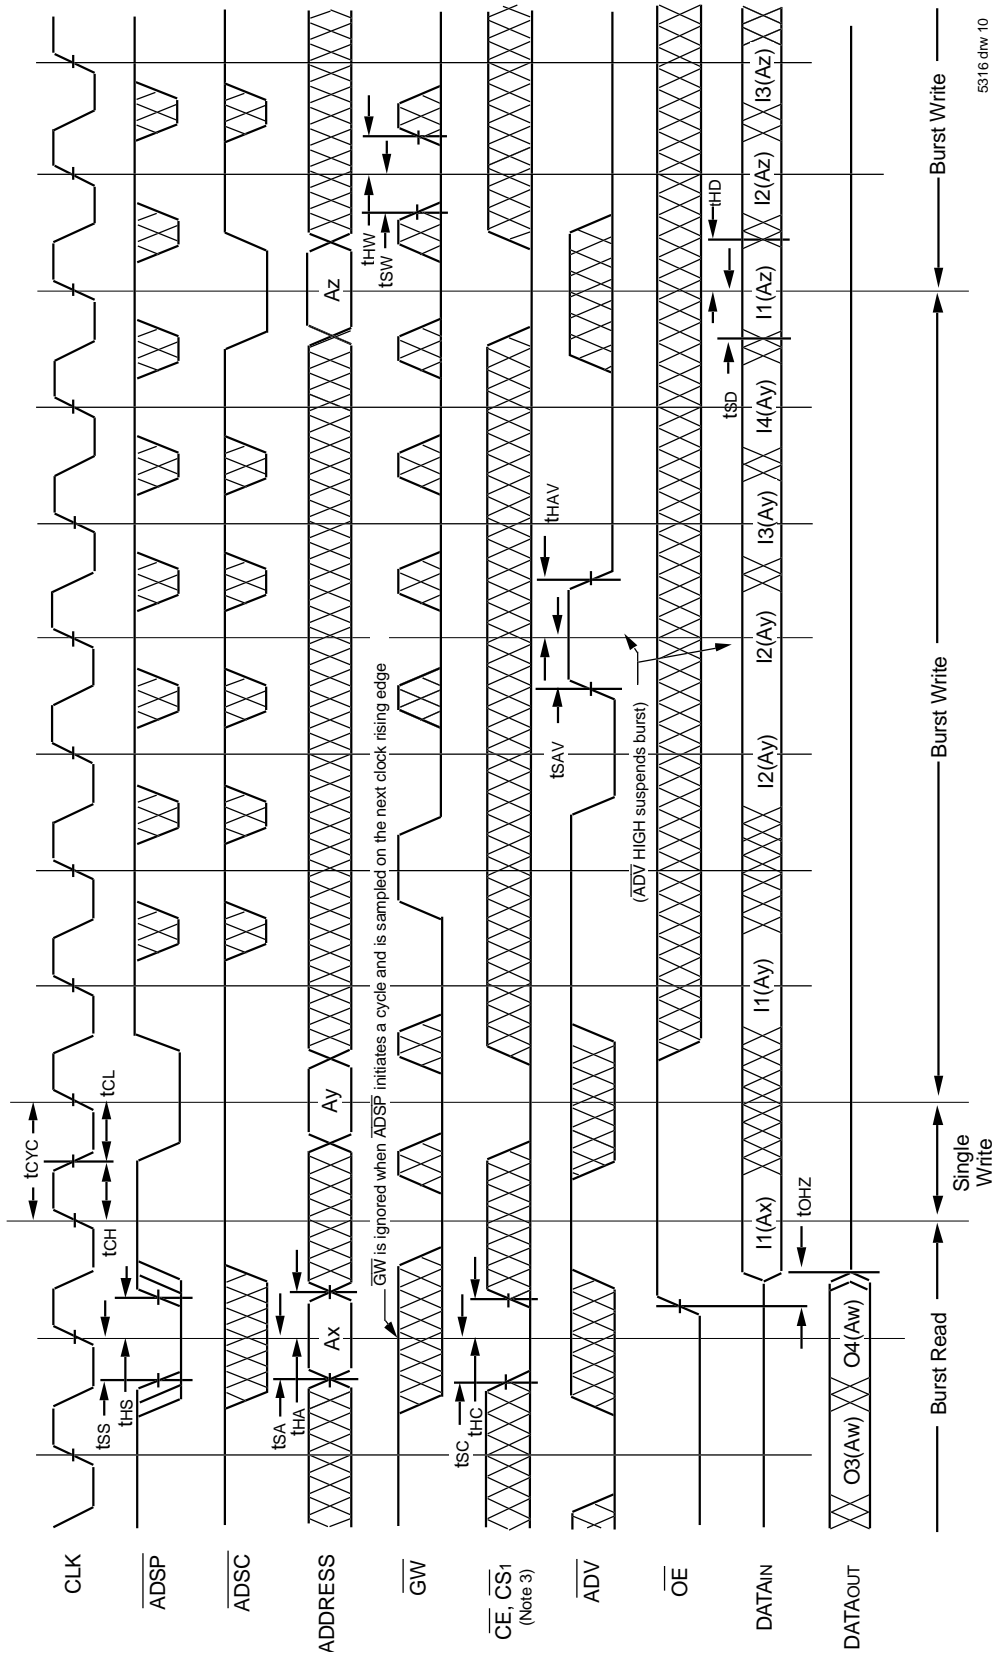 CLK
tCYC
tCH
tCL
ADSP
tSS
tHS
ADSC
ADDRESS
Ax
Ay
Az
tSA
tHA
GW
GW is ignored when ADSP initiates a cycle and is sampled on the next clock rising edge
tHW
tSW
CE, CS1
(Note 3)
tSC
tHC
ADV
tSAV
tHAV
(ADV HIGH suspends burst)
OE
DATAIN
I1(Ax)
I1(Ay)
I2(Ay)
I2(Ay)
I3(Ay)
I4(Ay)
I1(Az)
I2(Az)
I3(Az)
tSD
tHD
tOHZ
DATAOUT
O3(Aw)
O4(Aw)
Burst Read
Single
Write
Burst Write
Burst Write
5316 drw 10